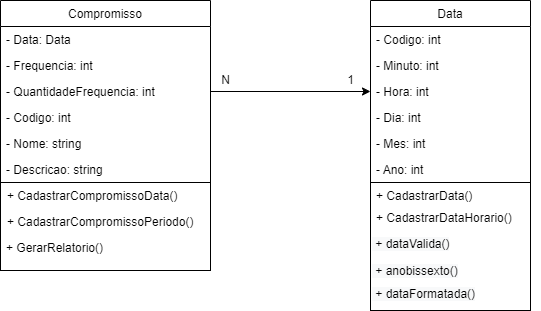 Compromisso
- Data: Data
- Frequencia: int
- QuantidadeFrequencia: int
- Codigo: int
- Nome: string
- Descricao: string
+ CadastrarCompromissoData()
+ CadastrarCompromissoPeriodo()
+ GerarRelatorio()
N
1
Data
- Codigo: int
- Minuto: int
- Hora: int
- Dia: int
- Mes: int
- Ano: int
+ CadastrarData()
+ CadastrarDataHorario()
+ dataValida()
+ anobissexto()
+ dataFormatada()